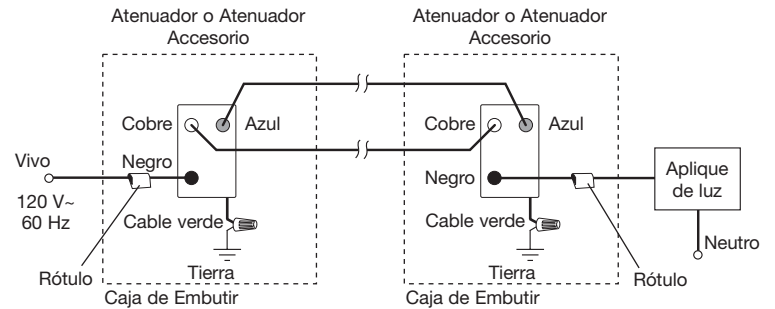 Atenuador o Atenuador
Accesorio
Atenuador o Atenuador
Accesorio
Cobre
Azul
Cobre
Azul
Vivo
Negro
Negro
Aplique
de luz
120 V~
60 Hz
Cable verde
Cable verde
Neutro
Rótulo
Tierra
Tierra
Rótulo
Caja de Embutir
Caja de Embutir